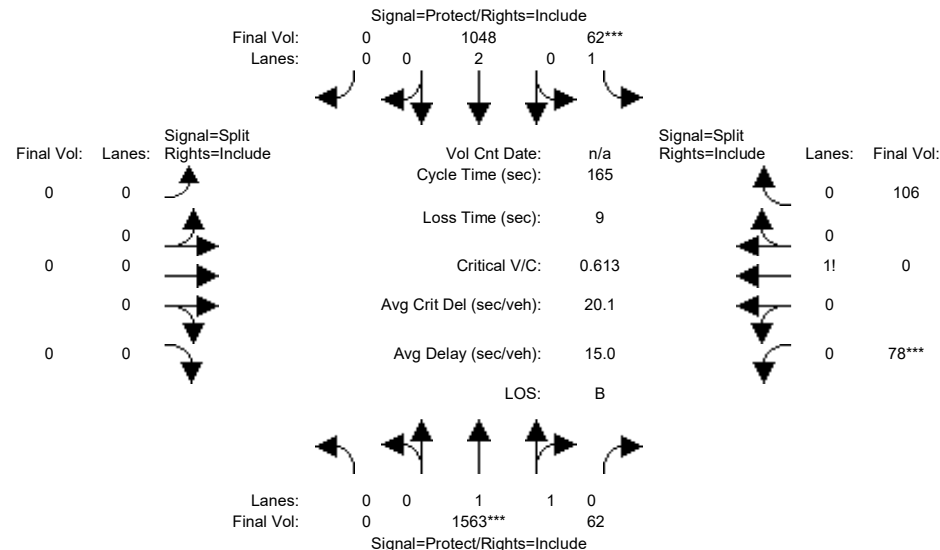 Signal=Protect/Rights=Include
Final Vol: 0 1048 62***
Lanes: 0 0 2 0 1
Signal=Split Signal=Split
Final Vol: Lanes: Rights=Include Vol Cnt Date: n/a Rights=Include Lanes: Final Vol:
Cycle Time (sec): 165
0 0 0 106
Loss Time (sec): 9
0 0
0 0 Critical V/C: 0.613 1! 0
0 Avg Crit Del (sec/veh): 20.1 0
0 0 Avg Delay (sec/veh): 15.0 0 78***
LOS: B
Lanes: 0 0 1 1 0
Final Vol: 0 1563*** 62
Signal=Protect/Rights=Include